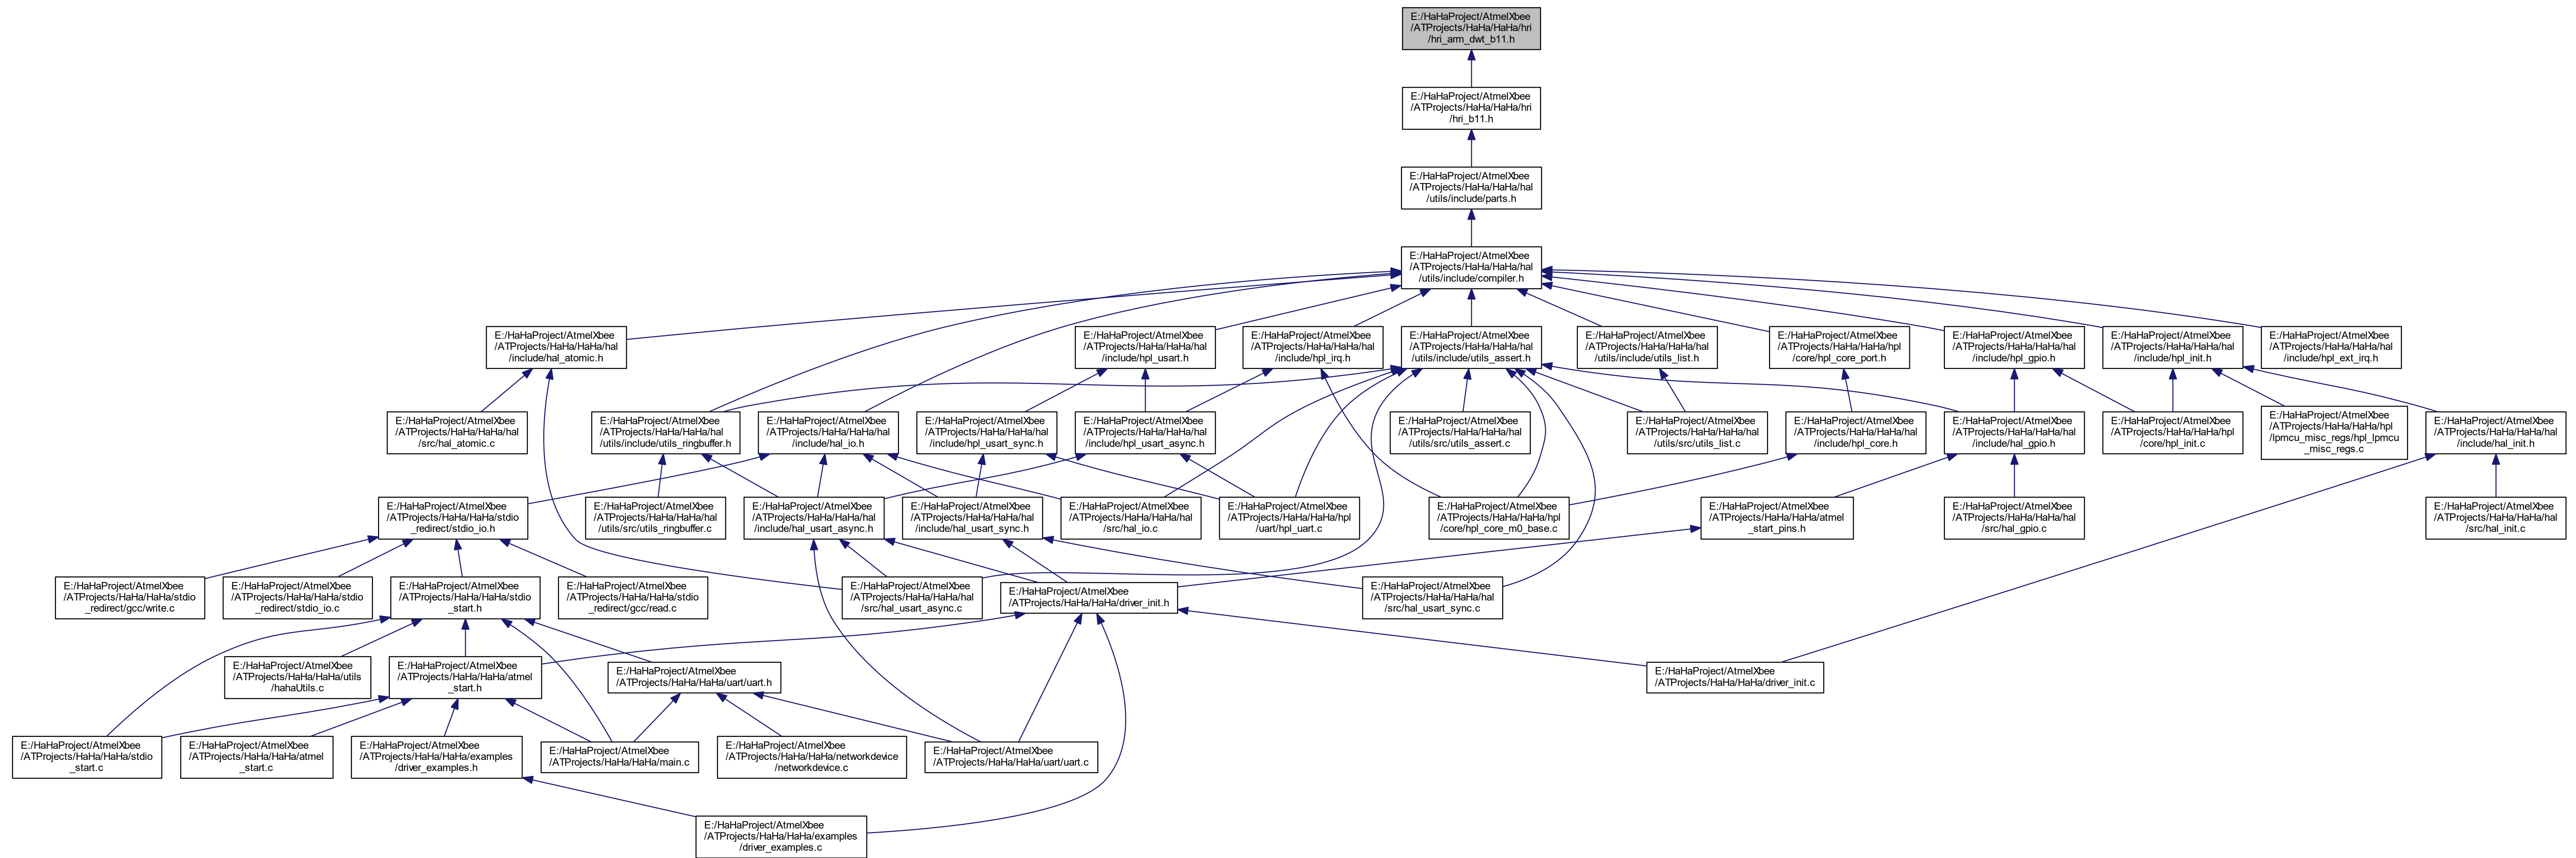 E:/HaHaProject/AtmelXbee
/ATProjects/HaHa/HaHa/hri
/hri_arm_dwt_b11.h
E:/HaHaProject/AtmelXbee
/ATProjects/HaHa/HaHa/hri
/hri_b11.h
E:/HaHaProject/AtmelXbee
/ATProjects/HaHa/HaHa/hal
/utils/include/parts.h
E:/HaHaProject/AtmelXbee
/ATProjects/HaHa/HaHa/hal
/utils/include/compiler.h
E:/HaHaProject/AtmelXbee
/ATProjects/HaHa/HaHa/hal
/include/hal_atomic.h
E:/HaHaProject/AtmelXbee
/ATProjects/HaHa/HaHa/hal
/include/hpl_usart.h
E:/HaHaProject/AtmelXbee
/ATProjects/HaHa/HaHa/hal
/include/hpl_irq.h
E:/HaHaProject/AtmelXbee
/ATProjects/HaHa/HaHa/hal
/utils/include/utils_assert.h
E:/HaHaProject/AtmelXbee
/ATProjects/HaHa/HaHa/hal
/utils/include/utils_list.h
E:/HaHaProject/AtmelXbee
/ATProjects/HaHa/HaHa/hpl
/core/hpl_core_port.h
E:/HaHaProject/AtmelXbee
/ATProjects/HaHa/HaHa/hal
/include/hpl_gpio.h
E:/HaHaProject/AtmelXbee
/ATProjects/HaHa/HaHa/hal
/include/hpl_init.h
E:/HaHaProject/AtmelXbee
/ATProjects/HaHa/HaHa/hal
/include/hpl_ext_irq.h
E:/HaHaProject/AtmelXbee
/ATProjects/HaHa/HaHa/hal
/src/hal_atomic.c
E:/HaHaProject/AtmelXbee
/ATProjects/HaHa/HaHa/hal
/utils/include/utils_ringbuffer.h
E:/HaHaProject/AtmelXbee
/ATProjects/HaHa/HaHa/hal
/include/hal_io.h
E:/HaHaProject/AtmelXbee
/ATProjects/HaHa/HaHa/hal
/include/hpl_usart_sync.h
E:/HaHaProject/AtmelXbee
/ATProjects/HaHa/HaHa/hal
/include/hpl_usart_async.h
E:/HaHaProject/AtmelXbee
/ATProjects/HaHa/HaHa/hal
/utils/src/utils_assert.c
E:/HaHaProject/AtmelXbee
/ATProjects/HaHa/HaHa/hal
/utils/src/utils_list.c
E:/HaHaProject/AtmelXbee
/ATProjects/HaHa/HaHa/hal
/include/hpl_core.h
E:/HaHaProject/AtmelXbee
/ATProjects/HaHa/HaHa/hal
/include/hal_gpio.h
E:/HaHaProject/AtmelXbee
/ATProjects/HaHa/HaHa/hpl
/core/hpl_init.c
E:/HaHaProject/AtmelXbee
/ATProjects/HaHa/HaHa/hpl
/lpmcu_misc_regs/hpl_lpmcu
_misc_regs.c
E:/HaHaProject/AtmelXbee
/ATProjects/HaHa/HaHa/hal
/include/hal_init.h
E:/HaHaProject/AtmelXbee
/ATProjects/HaHa/HaHa/stdio
_redirect/stdio_io.h
E:/HaHaProject/AtmelXbee
/ATProjects/HaHa/HaHa/hal
/utils/src/utils_ringbuffer.c
E:/HaHaProject/AtmelXbee
/ATProjects/HaHa/HaHa/hal
/include/hal_usart_async.h
E:/HaHaProject/AtmelXbee
/ATProjects/HaHa/HaHa/hal
/include/hal_usart_sync.h
E:/HaHaProject/AtmelXbee
/ATProjects/HaHa/HaHa/hal
/src/hal_io.c
E:/HaHaProject/AtmelXbee
/ATProjects/HaHa/HaHa/hpl
/uart/hpl_uart.c
E:/HaHaProject/AtmelXbee
/ATProjects/HaHa/HaHa/hpl
/core/hpl_core_m0_base.c
E:/HaHaProject/AtmelXbee
/ATProjects/HaHa/HaHa/atmel
_start_pins.h
E:/HaHaProject/AtmelXbee
/ATProjects/HaHa/HaHa/hal
/src/hal_gpio.c
E:/HaHaProject/AtmelXbee
/ATProjects/HaHa/HaHa/hal
/src/hal_init.c
E:/HaHaProject/AtmelXbee
/ATProjects/HaHa/HaHa/stdio
_redirect/gcc/write.c
E:/HaHaProject/AtmelXbee
/ATProjects/HaHa/HaHa/stdio
_redirect/stdio_io.c
E:/HaHaProject/AtmelXbee
/ATProjects/HaHa/HaHa/stdio
_start.h
E:/HaHaProject/AtmelXbee
/ATProjects/HaHa/HaHa/stdio
_redirect/gcc/read.c
E:/HaHaProject/AtmelXbee
/ATProjects/HaHa/HaHa/hal
/src/hal_usart_async.c
E:/HaHaProject/AtmelXbee
/ATProjects/HaHa/HaHa/driver_init.h
E:/HaHaProject/AtmelXbee
/ATProjects/HaHa/HaHa/hal
/src/hal_usart_sync.c
E:/HaHaProject/AtmelXbee
/ATProjects/HaHa/HaHa/utils
/hahaUtils.c
E:/HaHaProject/AtmelXbee
/ATProjects/HaHa/HaHa/atmel
_start.h
E:/HaHaProject/AtmelXbee
/ATProjects/HaHa/HaHa/uart/uart.h
E:/HaHaProject/AtmelXbee
/ATProjects/HaHa/HaHa/driver_init.c
E:/HaHaProject/AtmelXbee
/ATProjects/HaHa/HaHa/stdio
_start.c
E:/HaHaProject/AtmelXbee
/ATProjects/HaHa/HaHa/atmel
_start.c
E:/HaHaProject/AtmelXbee
/ATProjects/HaHa/HaHa/examples
/driver_examples.h
E:/HaHaProject/AtmelXbee
/ATProjects/HaHa/HaHa/main.c
E:/HaHaProject/AtmelXbee
/ATProjects/HaHa/HaHa/networkdevice
/networkdevice.c
E:/HaHaProject/AtmelXbee
/ATProjects/HaHa/HaHa/uart/uart.c
E:/HaHaProject/AtmelXbee
/ATProjects/HaHa/HaHa/examples
/driver_examples.c